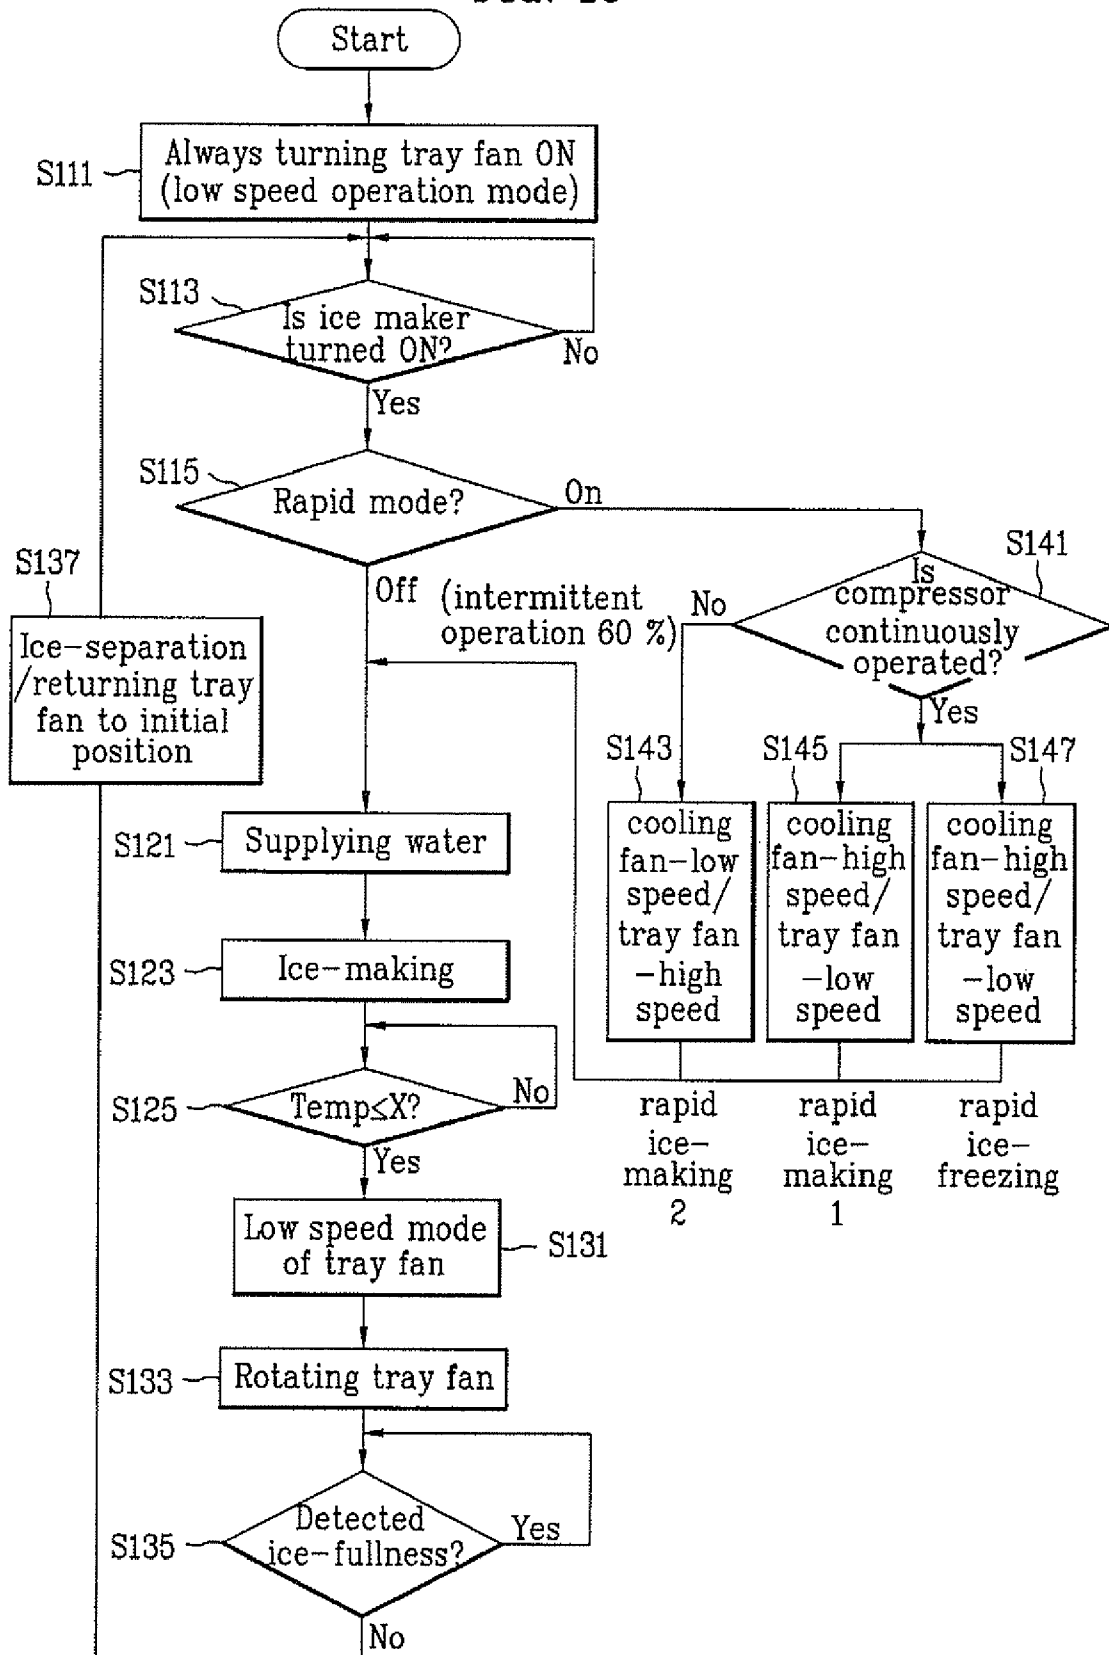 Start
S111
Always turning tray fan ON
(low speed operation mode)
S113
Is ice maker
turned ON?
No
Yes
S115
Rapid mode?
On
Off
S137
Ice-separation
/returning tray
fan to initial
position
(intermittent
operation 60 %)
No
S141
Is
compressor
continuously
operated?
Yes
S143
cooling
fan-low
speed/
tray fan
-high
speed
S145
cooling
fan-high
speed/
tray fan
-low
speed
S147
cooling
fan-high
speed/
tray fan
-low
speed
rapid
ice-
making
2
rapid
ice-
making
1
rapid
ice-
freezing
S121
Supplying water
S123
Ice-making
S125
Temp≤X?
No
Yes
Low speed mode
of tray fan
S131
S133
Rotating tray fan
S135
Detected
ice-fullness?
Yes
No